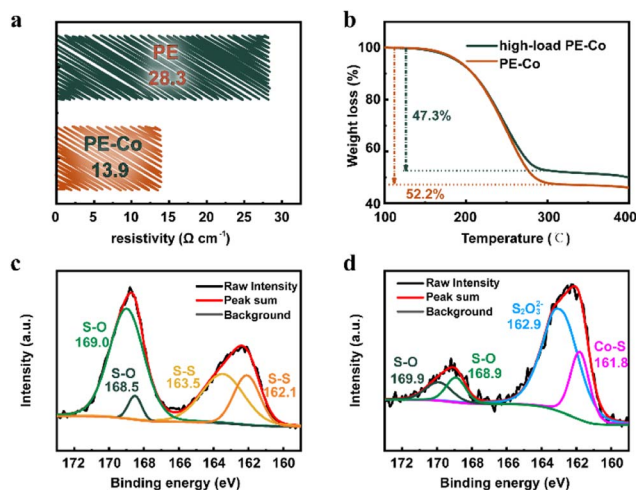 a
PE
28.3
PE-Co
13.9
0 5 10 15 20 25 30
resistivity (Ω cm⁻¹)
b
high-load PE-Co
PE-Co
47.3%
52.2%
100
80
60
40
Weight loss (%)
100 200 300 400
Temperature (C)
c
Raw Intensity
Peak sum
Background
S-O
169.0
S-O
168.5
S-S
163.5
S-S
162.1
Intensity (a.u.)
172 170 168 166 164 162 160
Binding energy (eV)
d
Raw Intensity
Peak sum
Background
S₂O₃²⁻
162.9
Co-S
161.8
S-O
169.9
S-O
168.9
Intensity (a.u.)
172 170 168 166 164 162 160
Binding energy (eV)